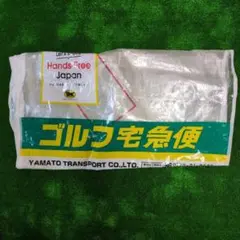 Hands-Free
Japan
ゴルフ宅急便
YAMATO TRANSPORT CO.,LTD.